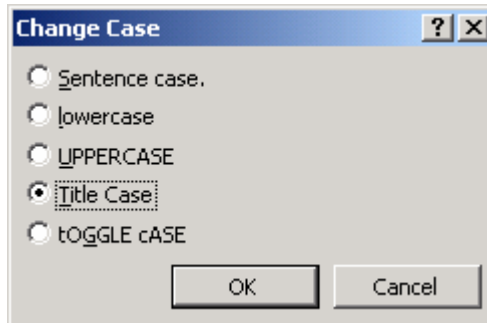 Change Case
Sentence case.
lowercase
UPPERCASE
Title Case
tOGGLE cASE
OK Cancel